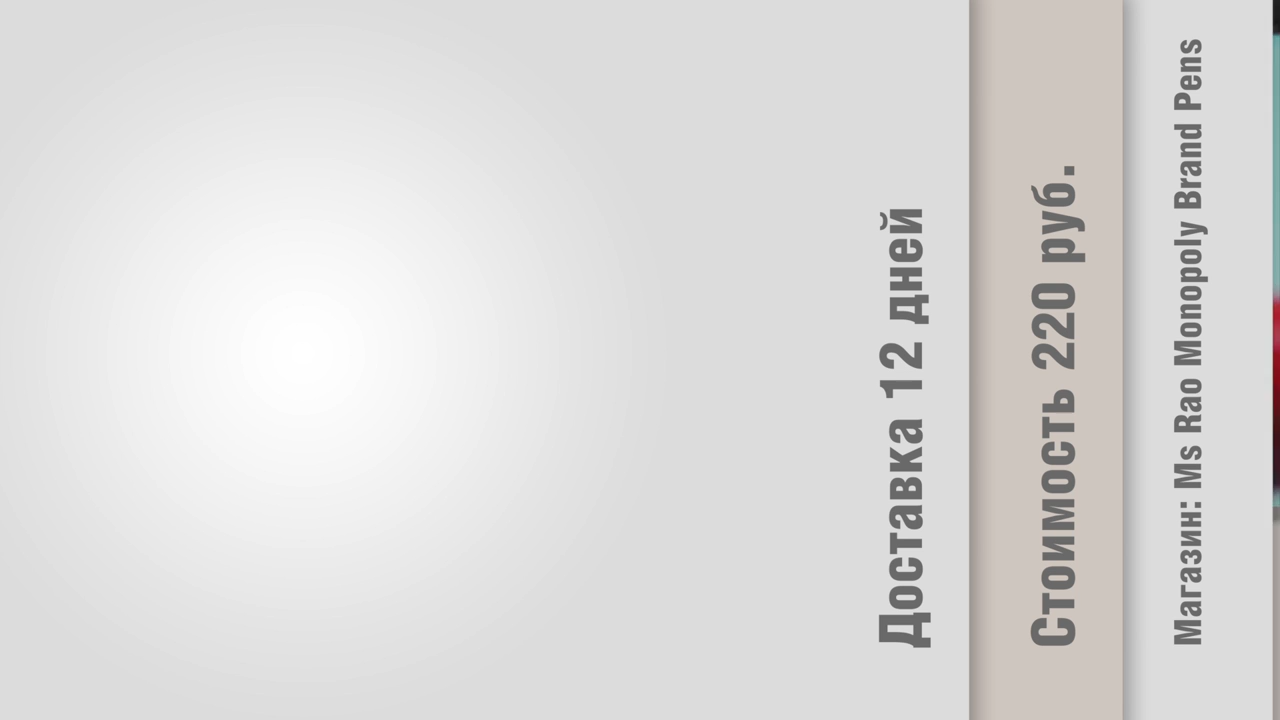 Доставка 12 дней
Стоимость 220 руб.
Магазин: Ms Rao Monopoly Brand Pens